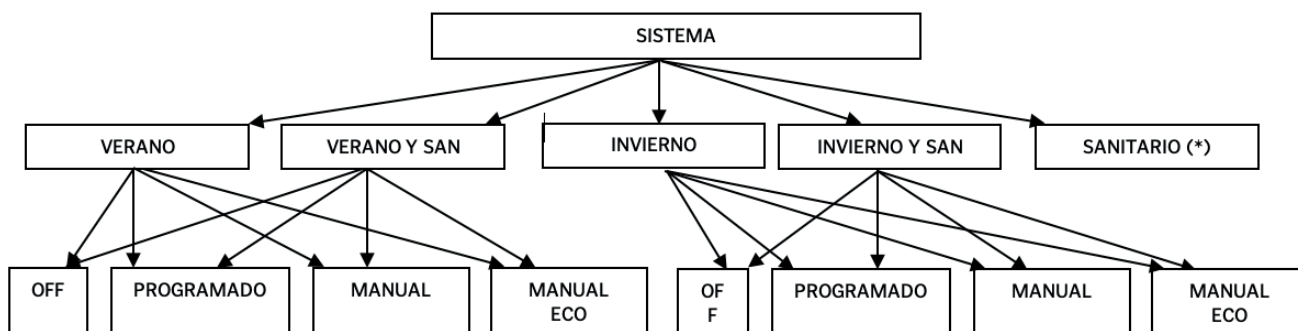 SISTEMA
VERANO
VERANO Y SAN
INVIERNO
INVIERNO Y SAN
SANITARIO (*)
OFF
PROGRAMADO
MANUAL
MANUAL
ECO
OF
F
PROGRAMADO
MANUAL
MANUAL
ECO